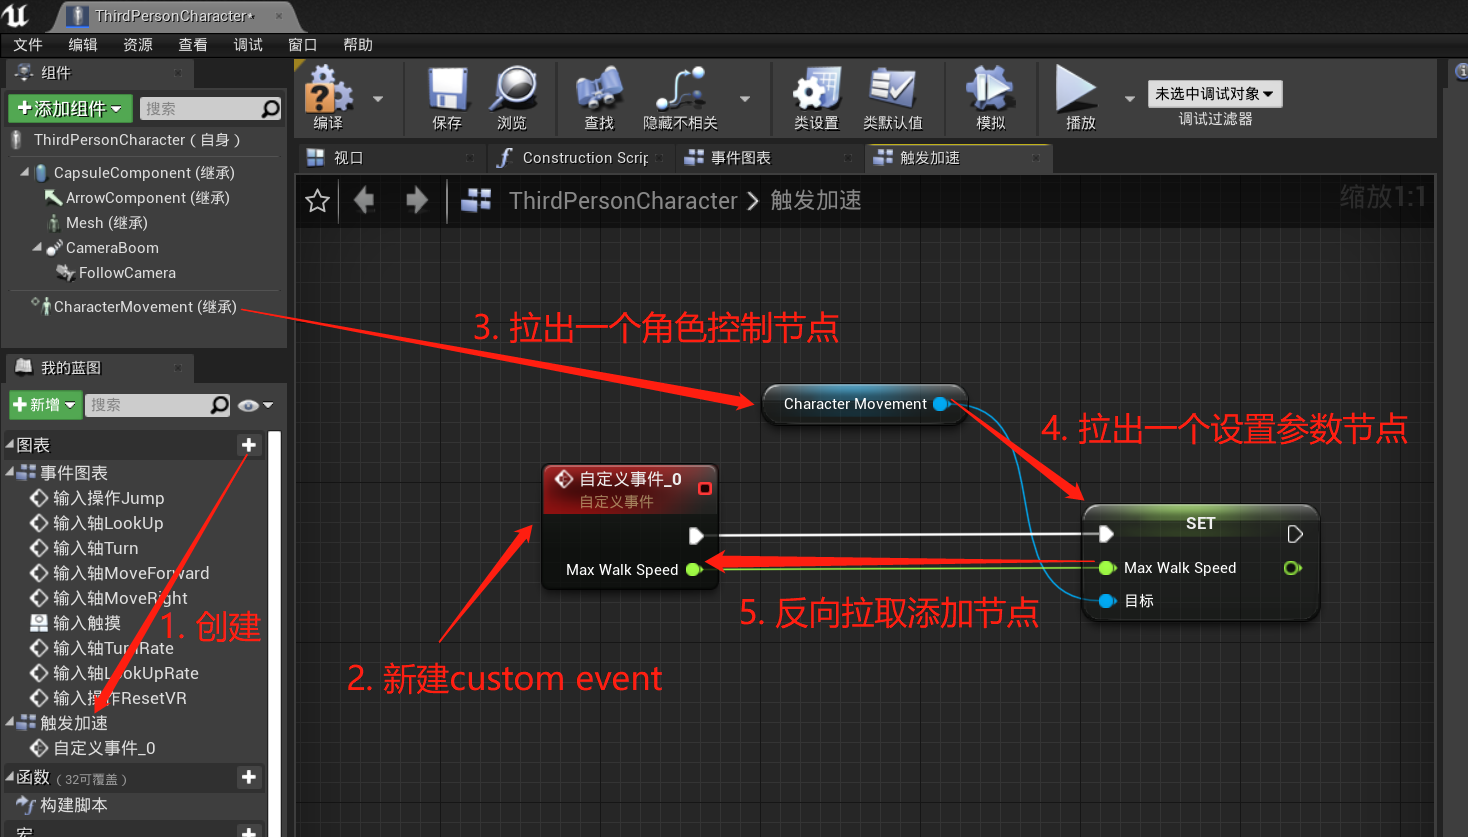 ThirdPersonCharacter*
文件 编辑 资源 查看 调试 窗口 帮助
组件
添加组件
搜索
ThirdPersonCharacter（自身）
CapsuleComponent (继承)
ArrowComponent (继承)
Mesh (继承)
CameraBoom
FollowCamera
CharacterMovement (继承)
我的蓝图
新增
搜索
图表
事件图表
输入操作Jump
输入轴LookUp
输入轴Turn
输入轴MoveForward
输入轴MoveRight
输入触摸
输入轴TurnRate
输入轴LookUpRate
输入操作ResetVR
触发加速
自定义事件_0
函数（32可覆盖）
构建脚本
宏
编译
保存
浏览
查找
隐藏不相关
类设置
类默认值
模拟
播放
未选中调试对象
调试过滤器
视口
Construction Scrip
事件图表
触发加速
ThirdPersonCharacter > 触发加速
缩放1:1
1. 创建
2. 新建custom event
3. 拉出一个角色控制节点
4. 拉出一个设置参数节点
5. 反向拉取添加节点
Character Movement
自定义事件_0
自定义事件
Max Walk Speed
SET
Max Walk Speed
目标